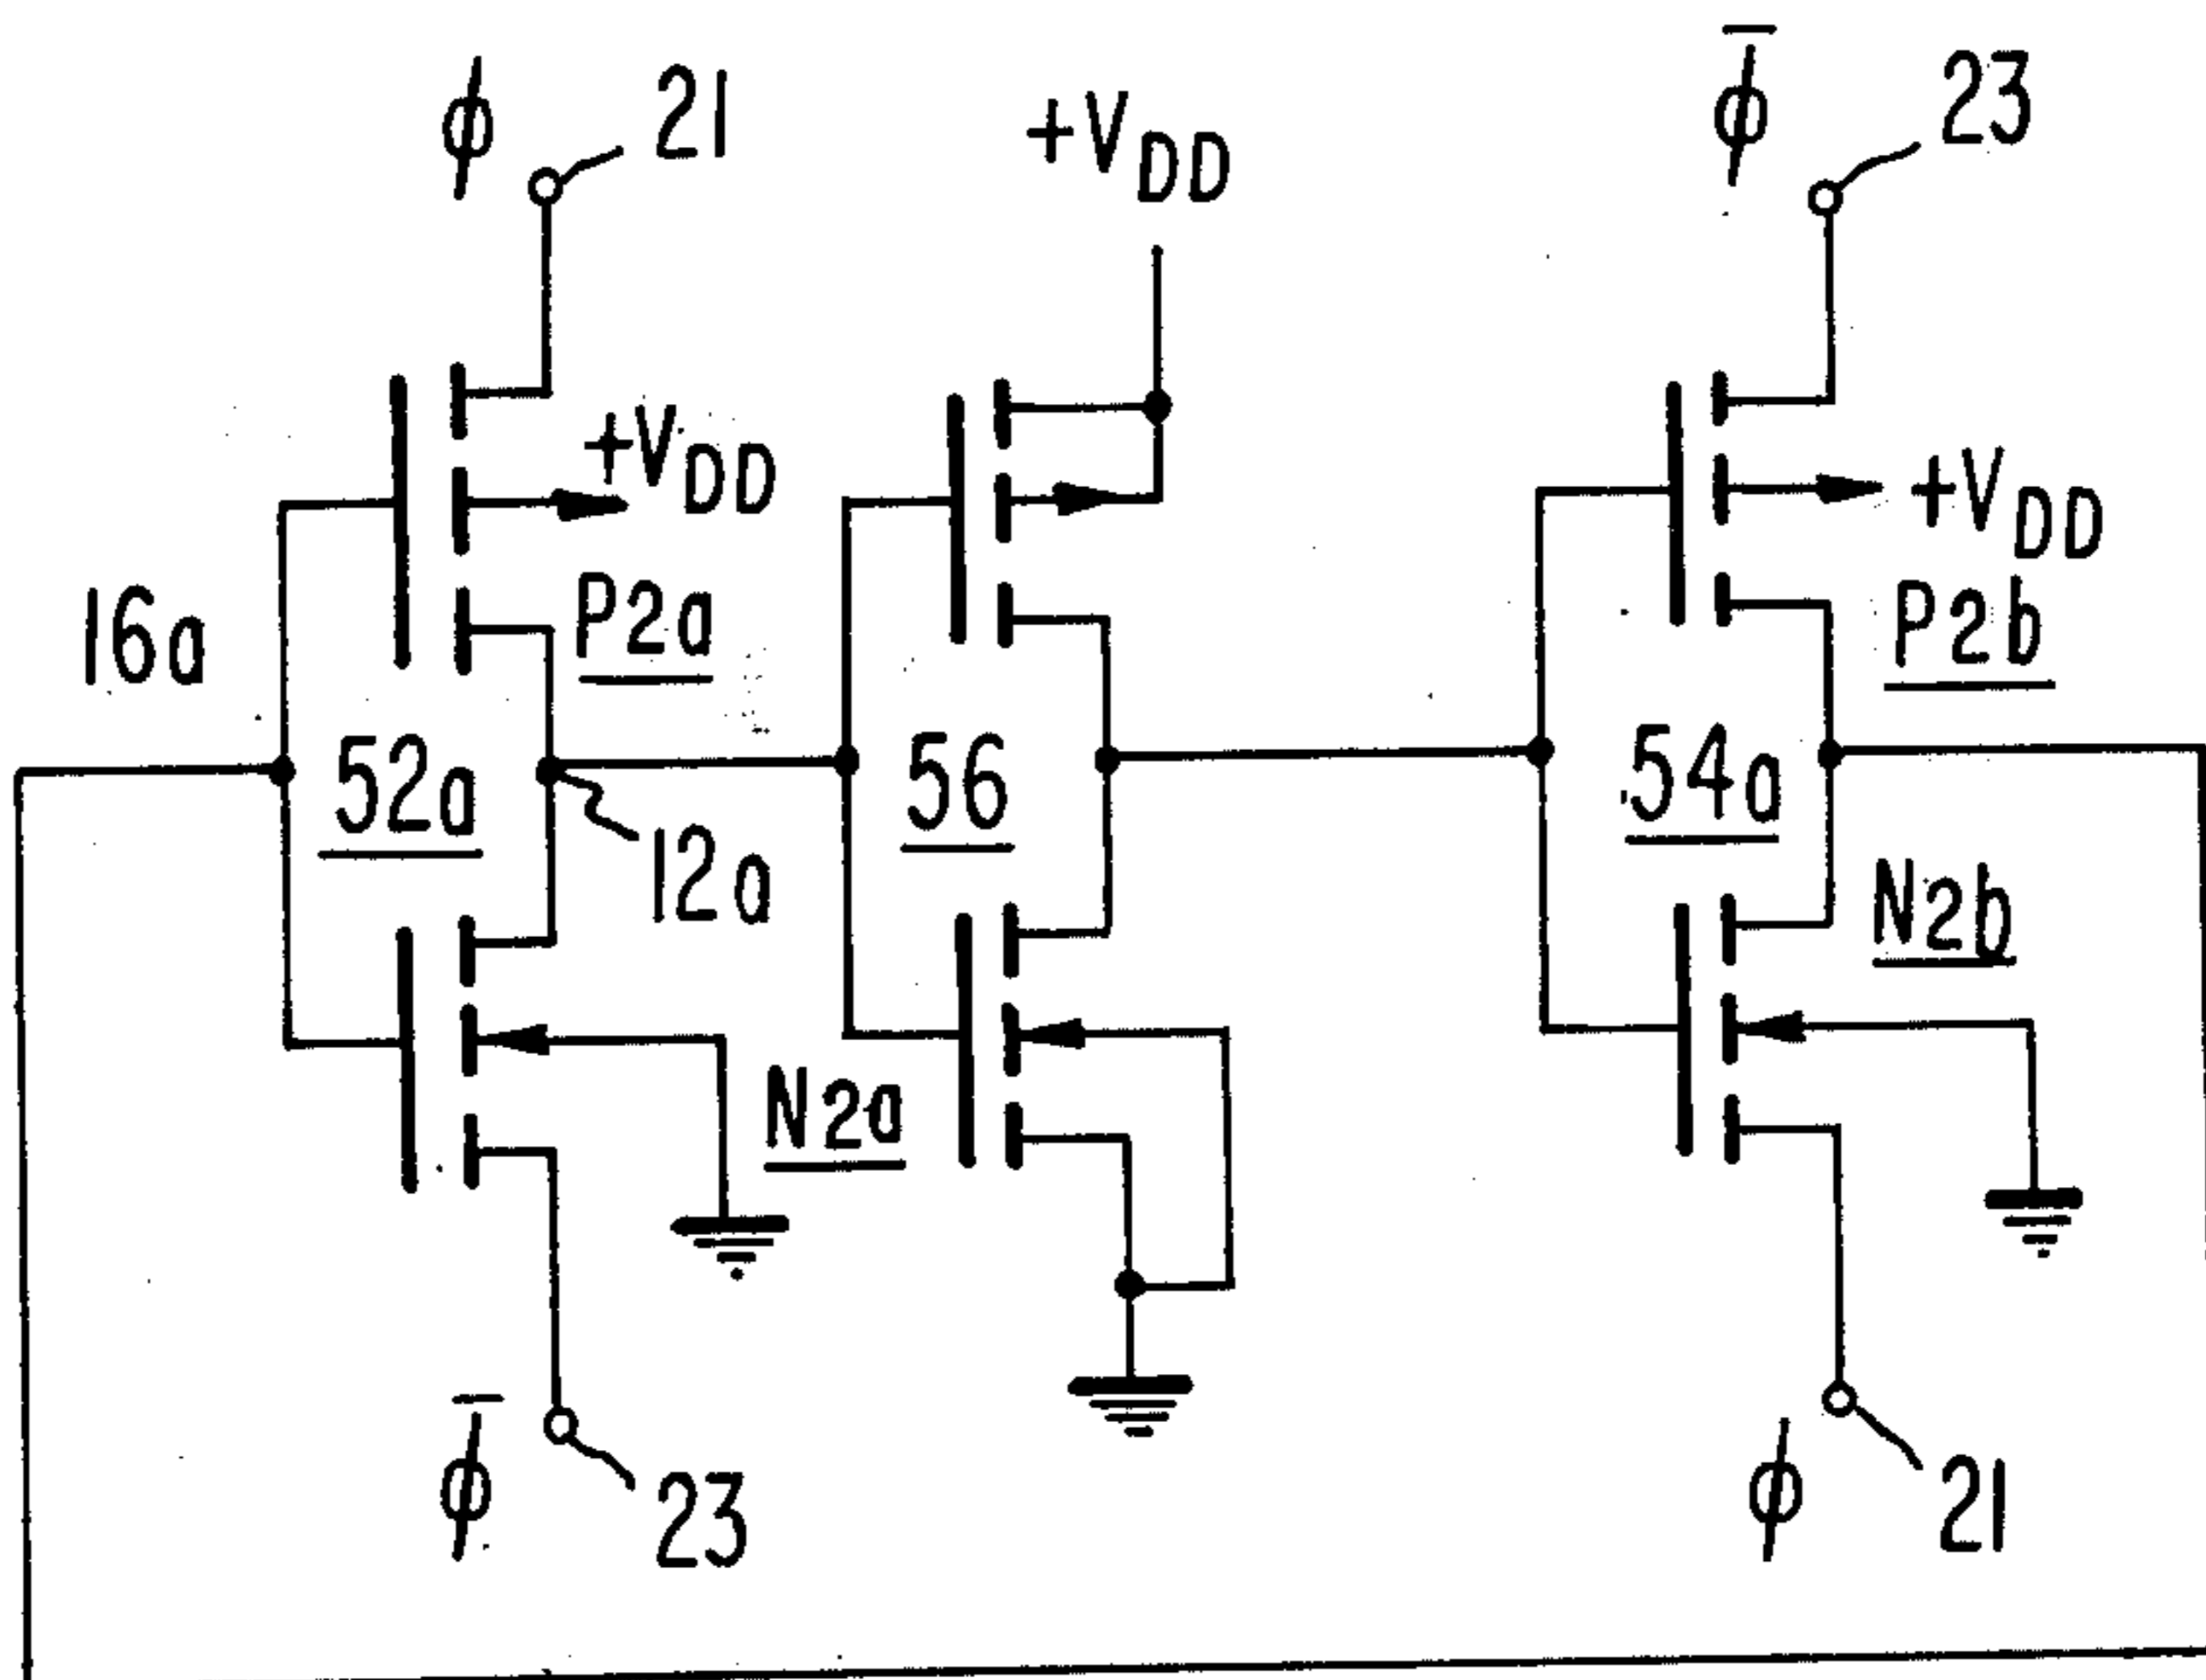 ϕ
21
+VDD
ϕ̅
23
+VDD
+VDD
16a
P2a
P2b
52a
56
54a
12a
N2b
N2a
ϕ̅
23
ϕ
21